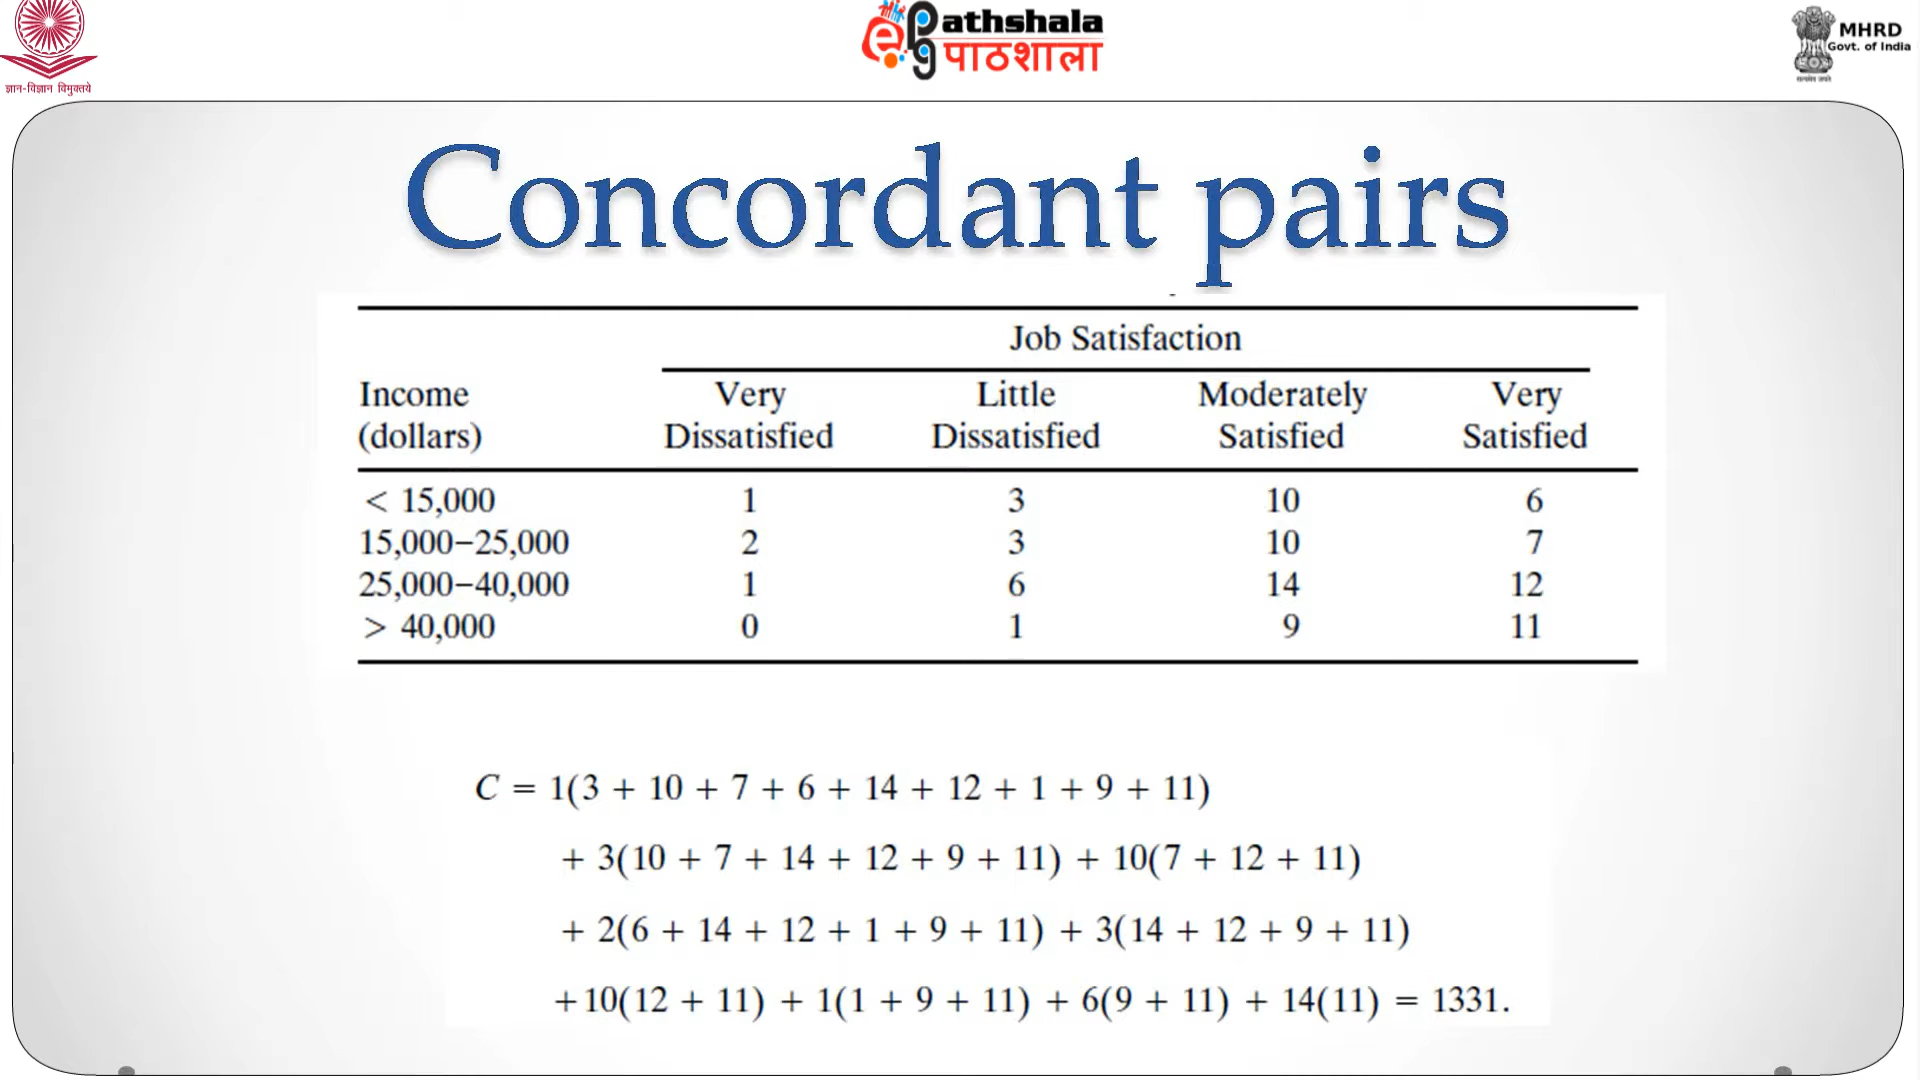 ज्ञान-विज्ञान विमुक्तये
epathshala
पाठशाला
MHRD
Govt. of India
सत्यमेव जयते
Concordant pairs
Job Satisfaction
Income (dollars) Very Dissatisfied Little Dissatisfied Moderately Satisfied Very Satisfied
< 15,000 1 3 10 6
15,000–25,000 2 3 10 7
25,000–40,000 1 6 14 12
> 40,000 0 1 9 11
C = 1(3 + 10 + 7 + 6 + 14 + 12 + 1 + 9 + 11)
+ 3(10 + 7 + 14 + 12 + 9 + 11) + 10(7 + 12 + 11)
+ 2(6 + 14 + 12 + 1 + 9 + 11) + 3(14 + 12 + 9 + 11)
+10(12 + 11) + 1(1 + 9 + 11) + 6(9 + 11) + 14(11) = 1331.